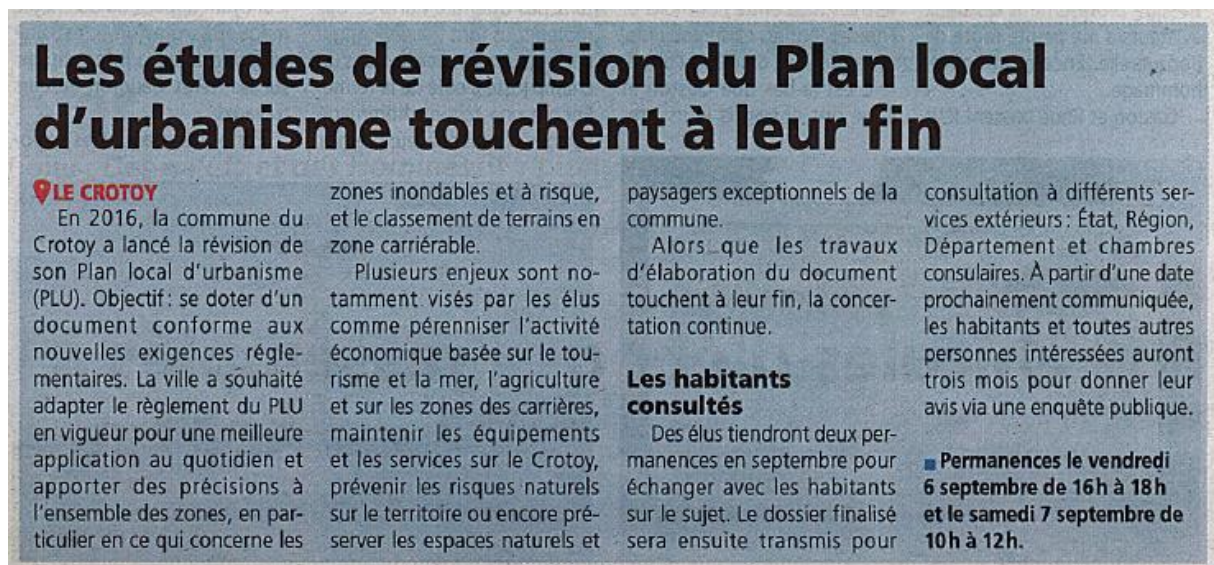 Les études de révision du Plan local
d'urbanisme touchent à leur fin
LE CROTOY
En 2016, la commune du
Crotoy a lancé la révision de
son Plan local d'urbanisme
(PLU). Objectif : se doter d'un
document conforme aux
nouvelles exigences régle-
mentaires. La ville a souhaité
adapter le règlement du PLU
en vigueur pour une meilleure
application au quotidien et
apporter des précisions à
l'ensemble des zones, en par-
ticulier en ce qui concerne les
zones inondables et à risque,
et le classement de terrains en
zone carriérable.
Plusieurs enjeux sont no-
tamment visés par les élus
comme pérenniser l'activité
économique basée sur le tou-
risme et la mer, l'agriculture
et sur les zones des carrières,
maintenir les équipements
et les services sur le Crotoy,
prévenir les risques naturels
sur le territoire ou encore pré-
server les espaces naturels et
paysagers exceptionnels de la
commune.
Alors que les travaux
d'élaboration du document
touchent à leur fin, la concer-
tation continue.
Les habitants
consultés
Des élus tiendront deux per-
manences en septembre pour
échanger avec les habitants
sur le sujet. Le dossier finalisé
sera ensuite transmis pour
consultation à différents ser-
vices extérieurs : État, Région,
Département et chambres
consulaires. À partir d'une date
prochainement communiquée,
les habitants et toutes autres
personnes intéressées auront
trois mois pour donner leur
avis via une enquête publique.
Permanences le vendredi
6 septembre de 16h à 18h
et le samedi 7 septembre de
10h à 12h.